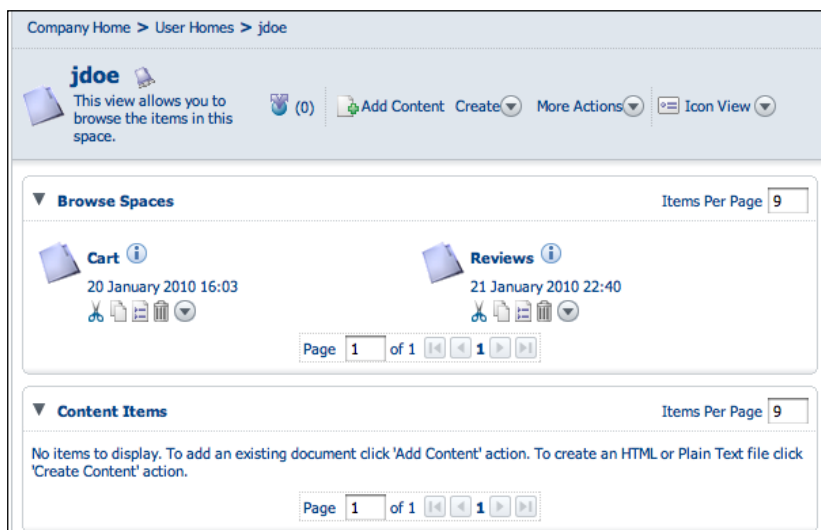 Company Home > User Homes > jdoe
jdoe
This view allows you to
browse the items in this
space.
(0) Add Content Create More Actions Icon View
Browse Spaces Items Per Page 9
Cart Reviews
20 January 2010 16:03 21 January 2010 22:40
Page 1 of 1 1
Content Items Items Per Page 9
No items to display. To add an existing document click 'Add Content' action. To create an HTML or Plain Text file click
'Create Content' action.
Page 1 of 1 1